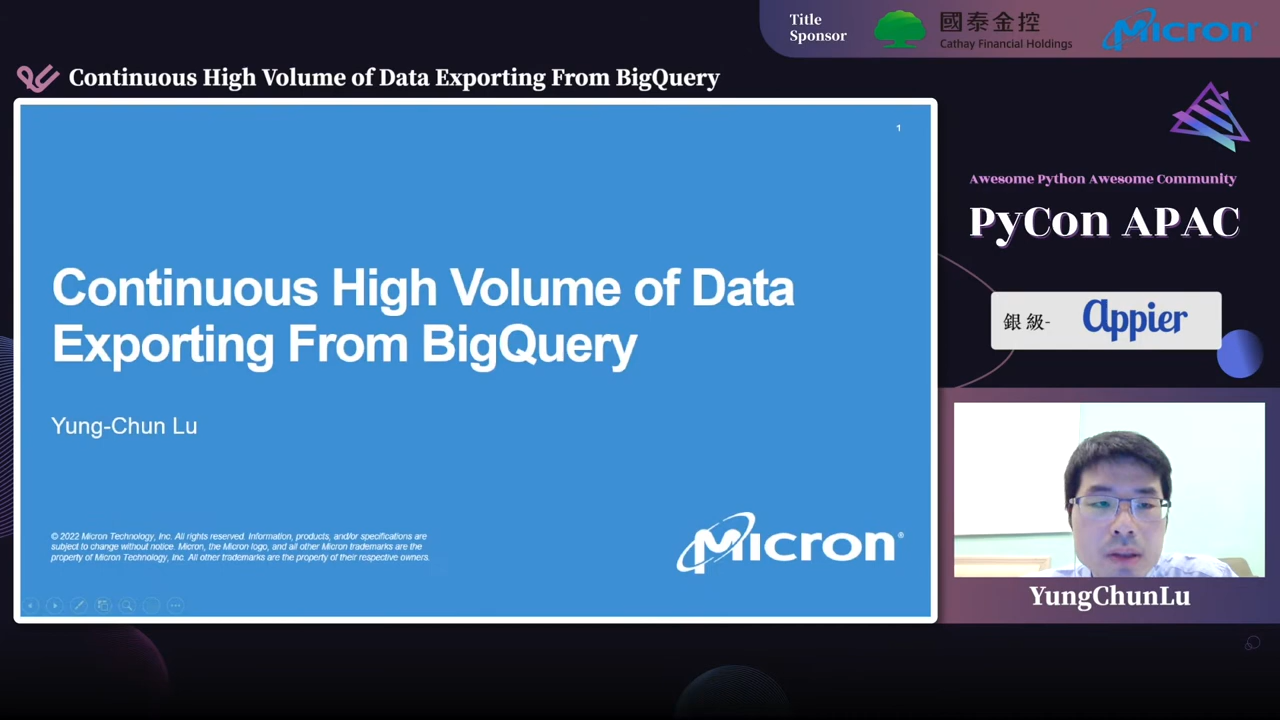 Title
Sponsor
國泰金控
Cathay Financial Holdings
Micron
Continuous High Volume of Data Exporting From BigQuery
1
Continuous High Volume of Data
Exporting From BigQuery
Yung-Chun Lu
© 2022 Micron Technology, Inc. All rights reserved. Information, products, and/or specifications are
subject to change without notice. Micron, the Micron logo, and all other Micron trademarks are the
property of Micron Technology, Inc. All other trademarks are the property of their respective owners.
Micron®
Awesome Python Awesome Community
PyCon APAC
銀級- Appier
YungChunLu